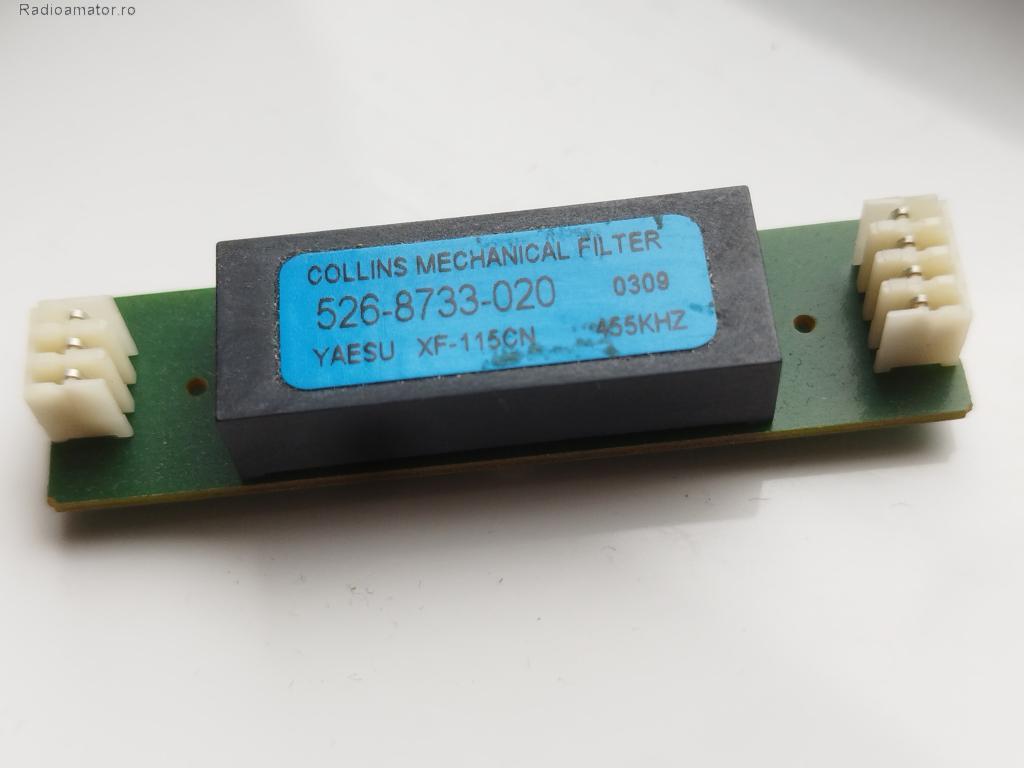 Radioamator.ro
COLLINS MECHANICAL FILTER
526-8733-020 0309
YAESU XF-115CN 455KHZ